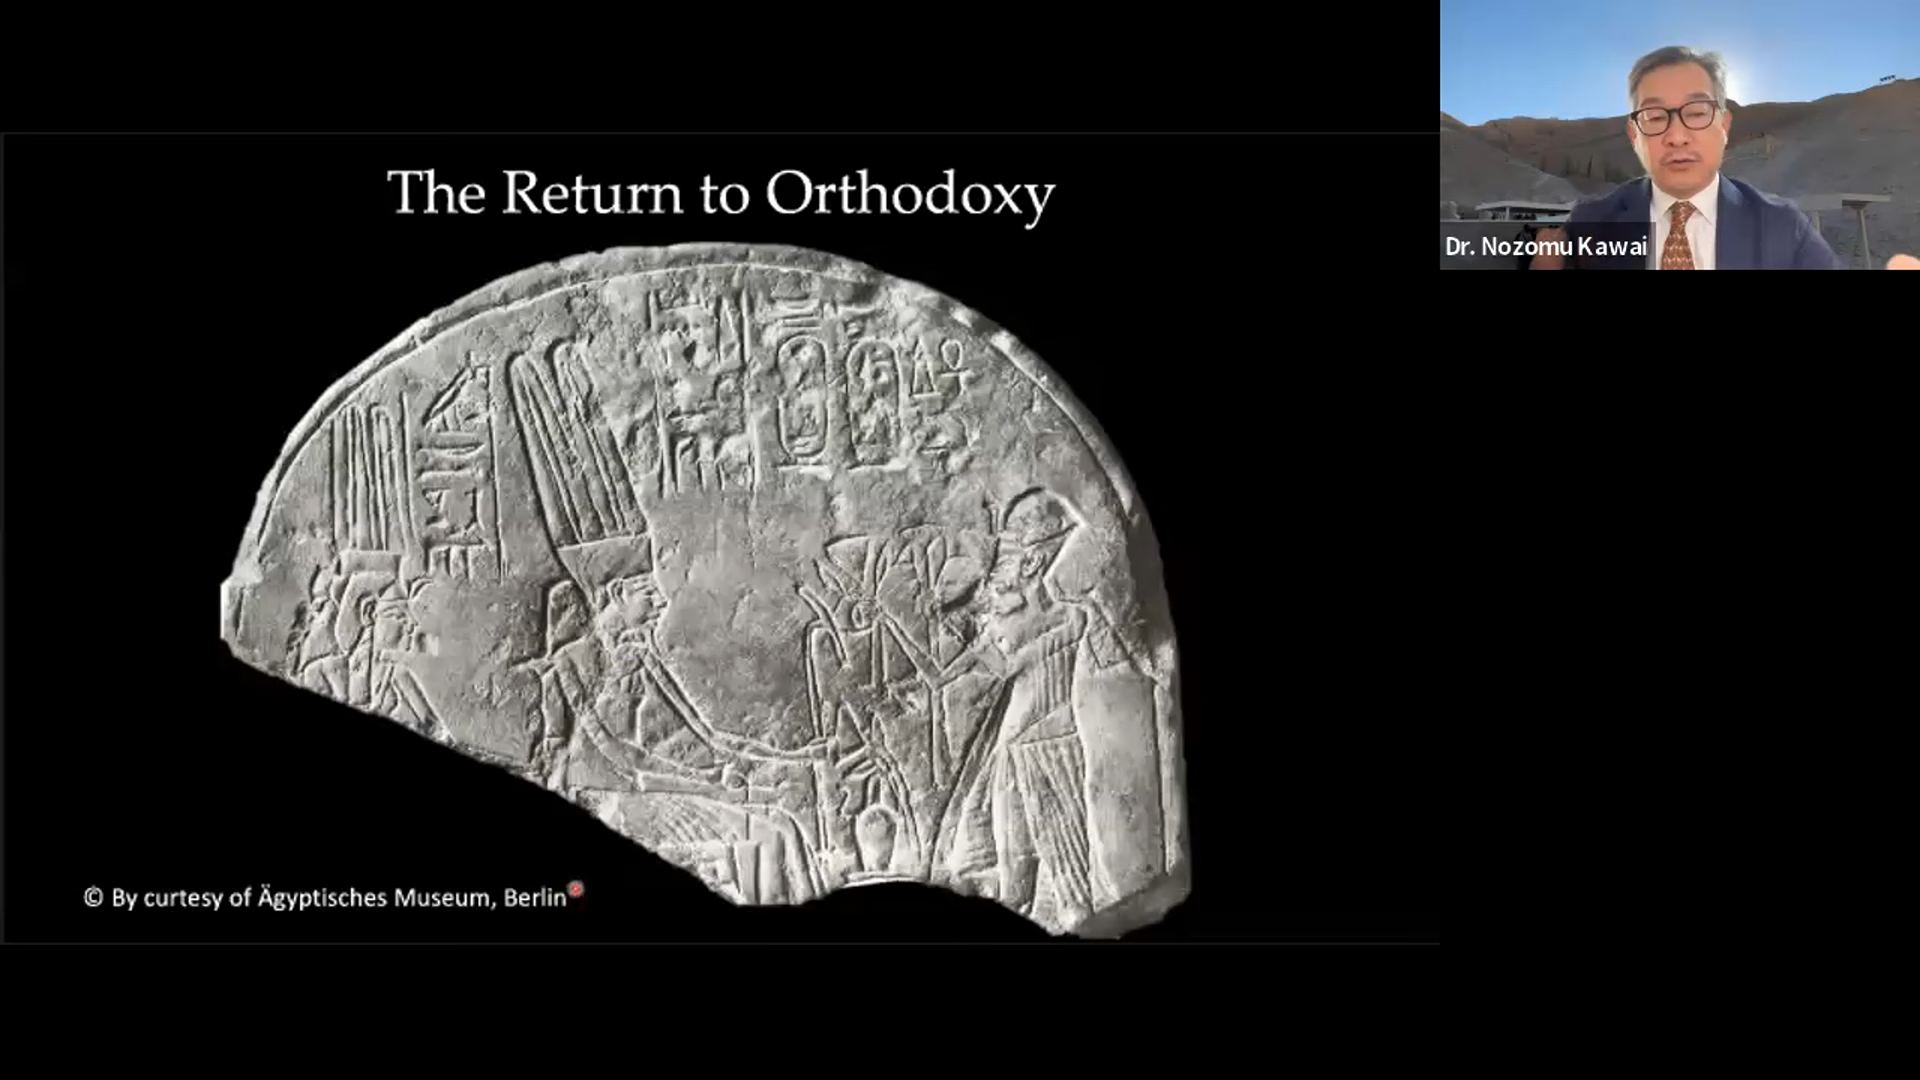 The Return to Orthodoxy
Dr. Nozomu Kawai
© By curtesy of Ägyptisches Museum, Berlin